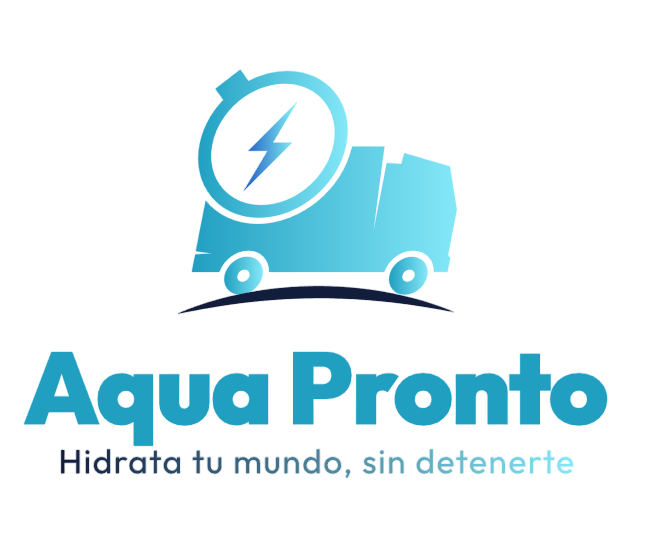 Aqua Pronto
Hidrata tu mundo, sin detenerte